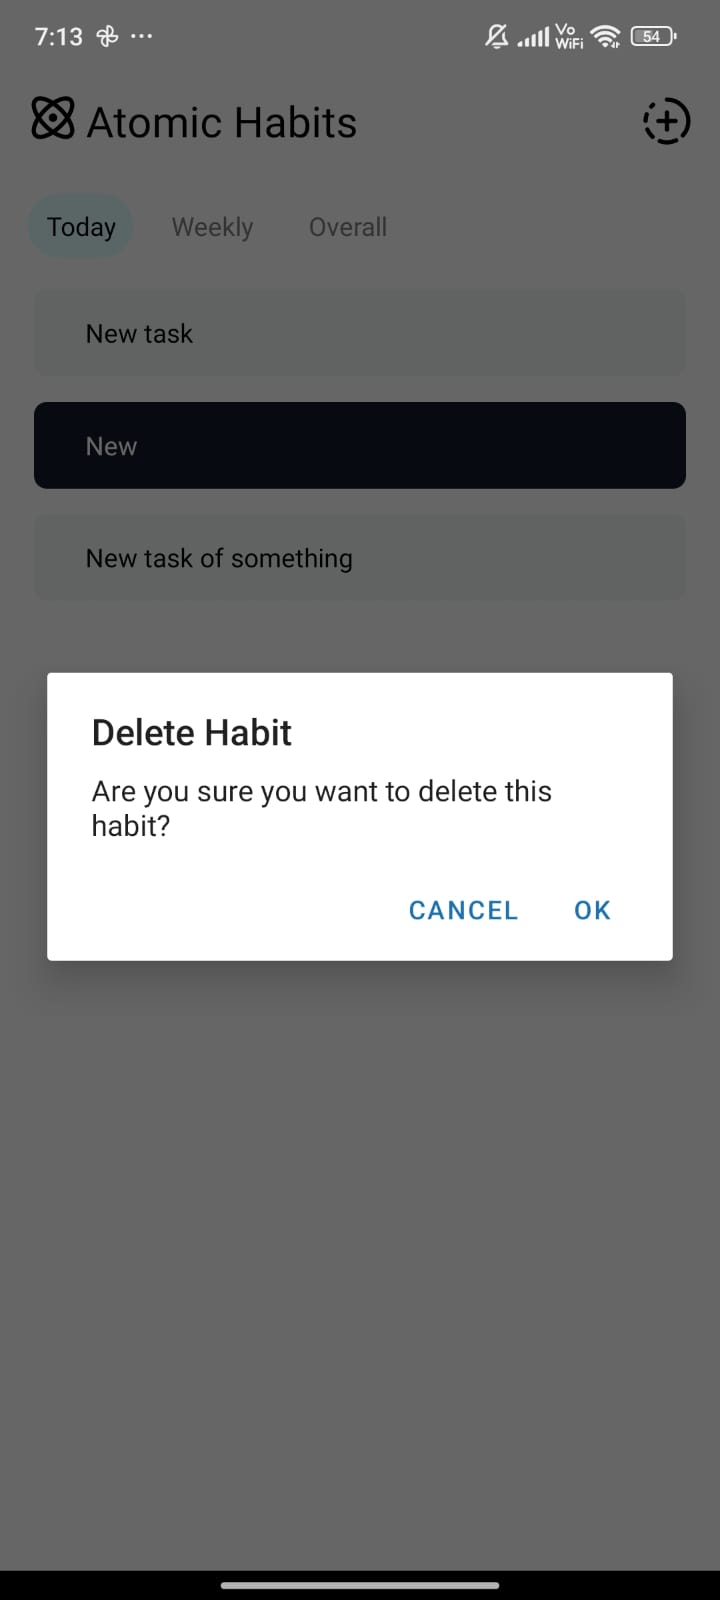 7:13 ... Vo WiFi 54
Atomic Habits
Today Weekly Overall
New task
New
New task of something
Delete Habit
Are you sure you want to delete this
habit?
CANCEL OK